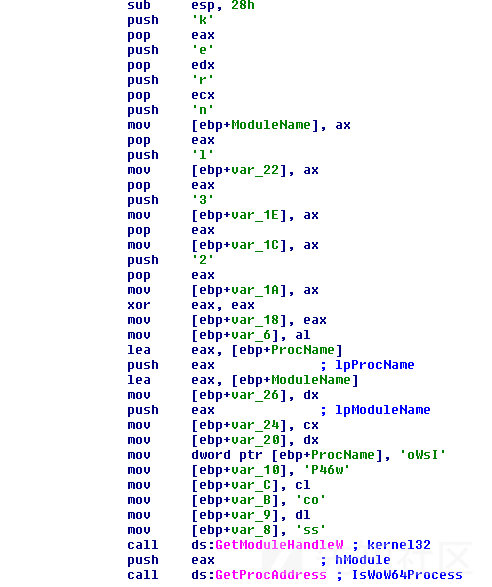 sub esp, 28h
push 'k'
pop eax
push 'e'
pop edx
push 'r'
pop ecx
push 'n'
mov [ebp+ModuleName], ax
pop eax
push 'l'
mov [ebp+var_22], ax
pop eax
push '3'
mov [ebp+var_1E], ax
pop eax
mov [ebp+var_1C], ax
push '2'
pop eax
mov [ebp+var_1A], ax
xor eax, eax
mov [ebp+var_18], eax
mov [ebp+var_6], al
lea eax, [ebp+ProcName]
push eax ; lpProcName
lea eax, [ebp+ModuleName]
mov [ebp+var_26], dx
push eax ; lpModuleName
mov [ebp+var_24], cx
mov [ebp+var_20], dx
mov dword ptr [ebp+ProcName], 'oWsI'
mov [ebp+var_10], 'P46w'
mov [ebp+var_C], cl
mov [ebp+var_B], 'co'
mov [ebp+var_9], dl
mov [ebp+var_8], 'ss'
call ds:GetModuleHandleW ; kernel32
push eax ; hModule
call ds:GetProcAddress ; IsWoW64Process